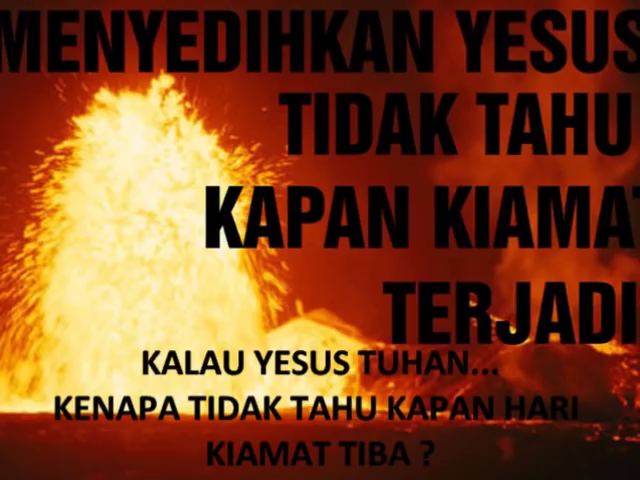 MENYEDIHKAN YESUS
TIDAK TAHU
KAPAN KIAMAT
TERJADI
KALAU YESUS TUHAN...
KENAPA TIDAK TAHU KAPAN HARI
KIAMAT TIBA ?